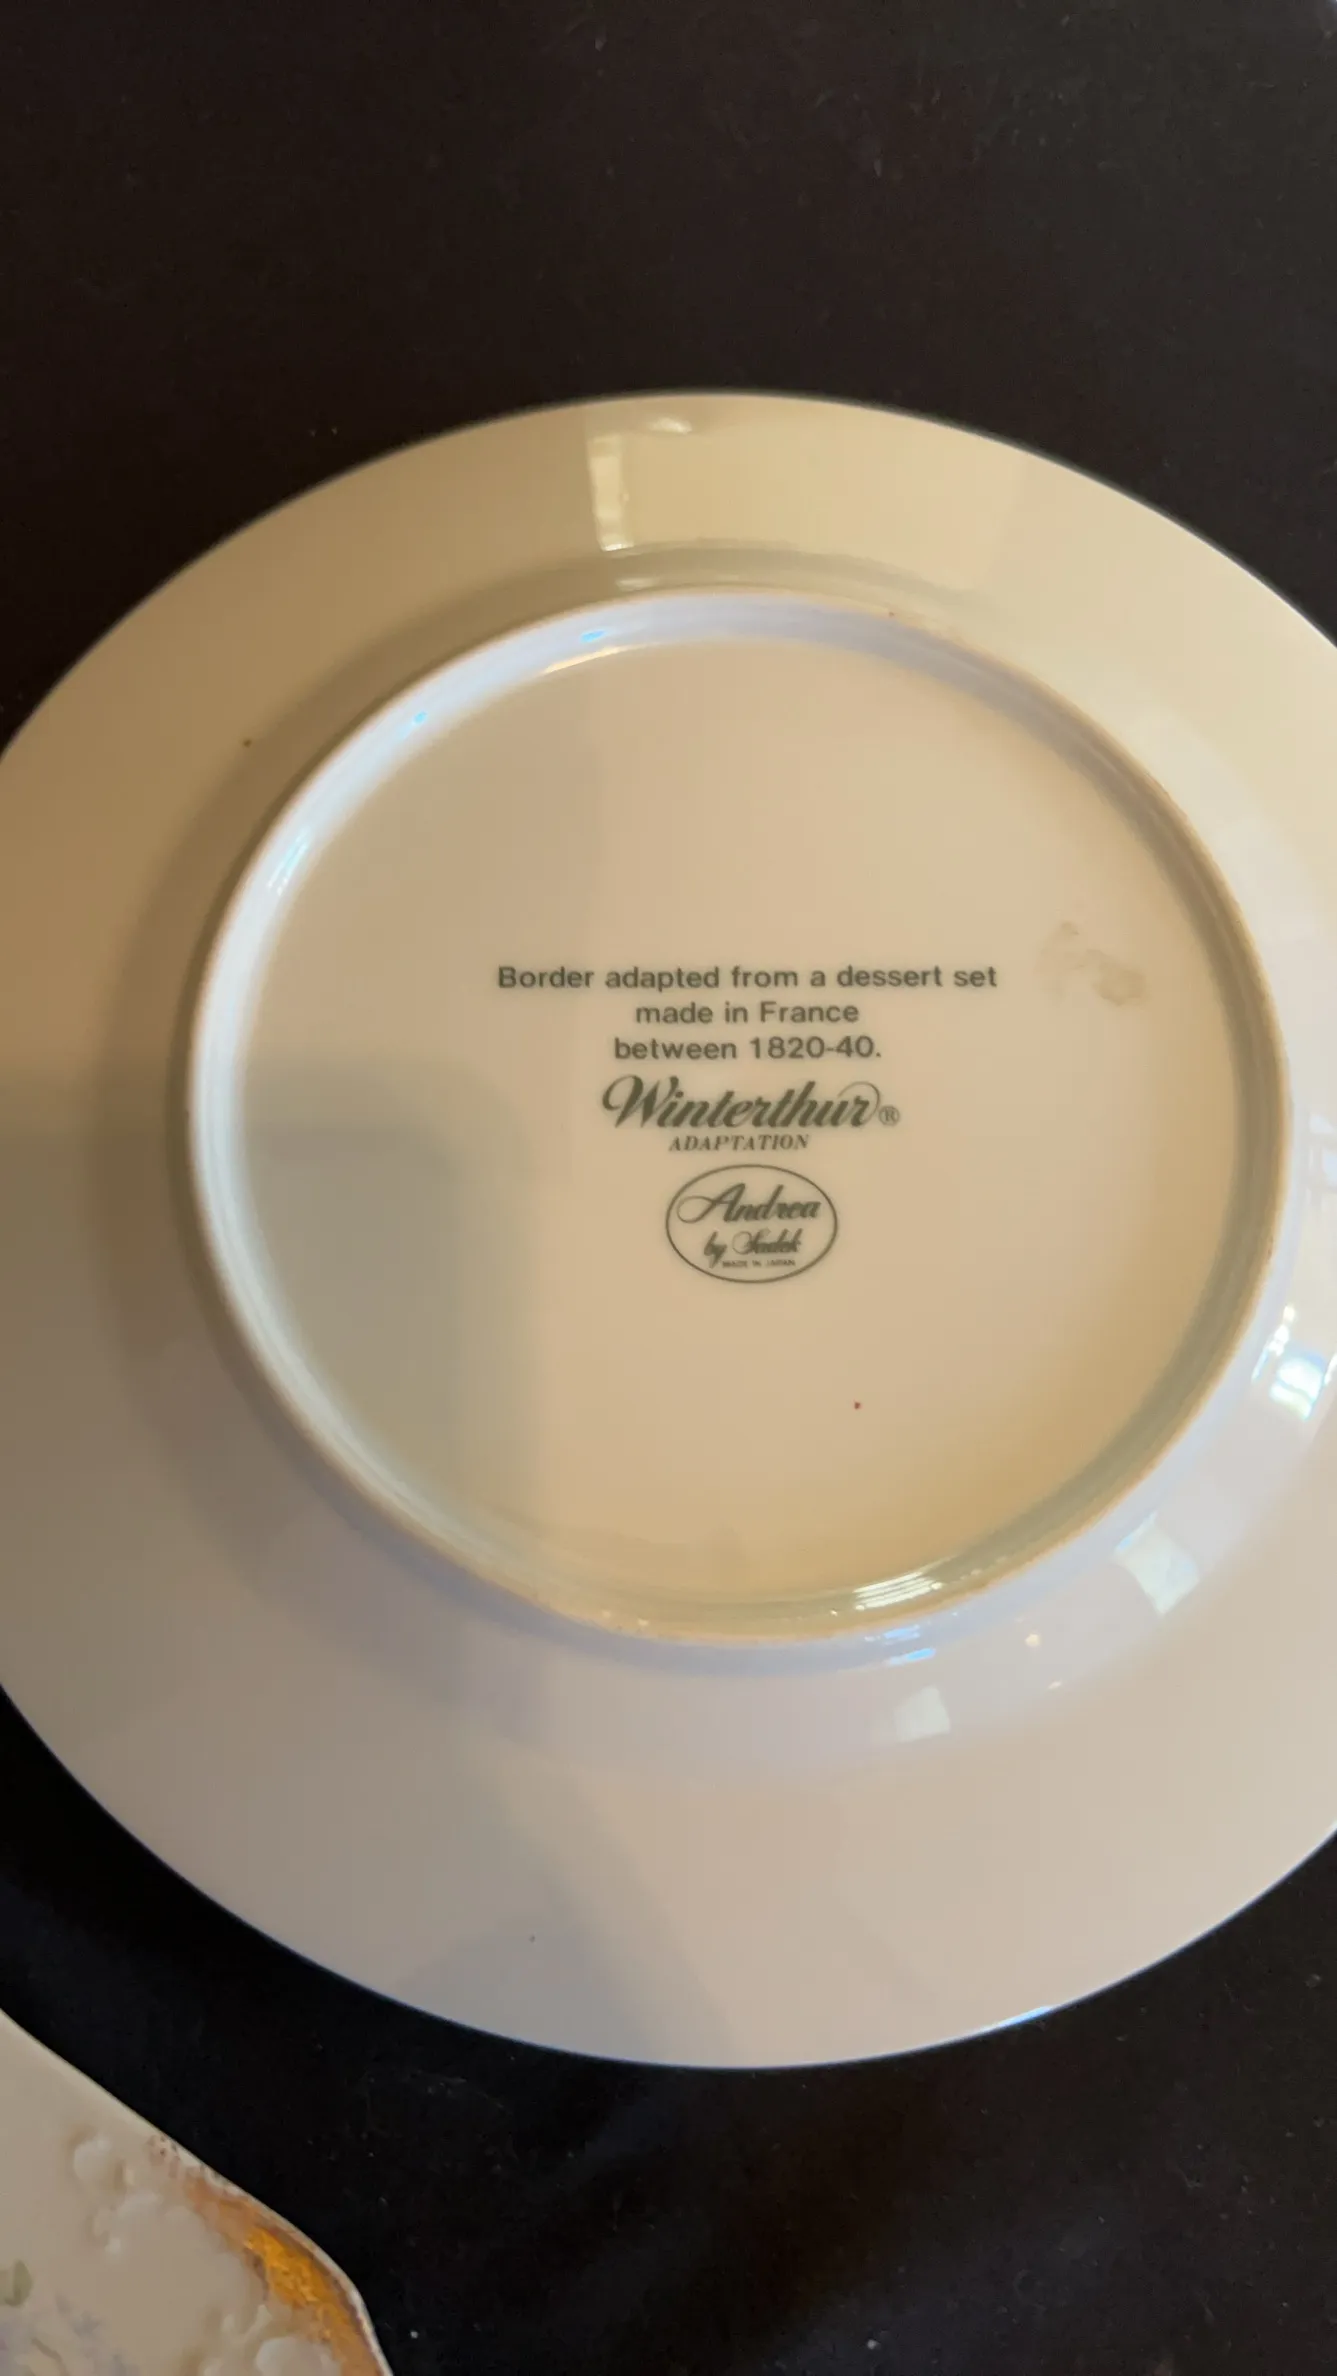 Border adapted from a dessert set
made in France
between 1820-40.
Winterthur®
ADAPTATION
Andrea
by Sadek
MADE IN JAPAN